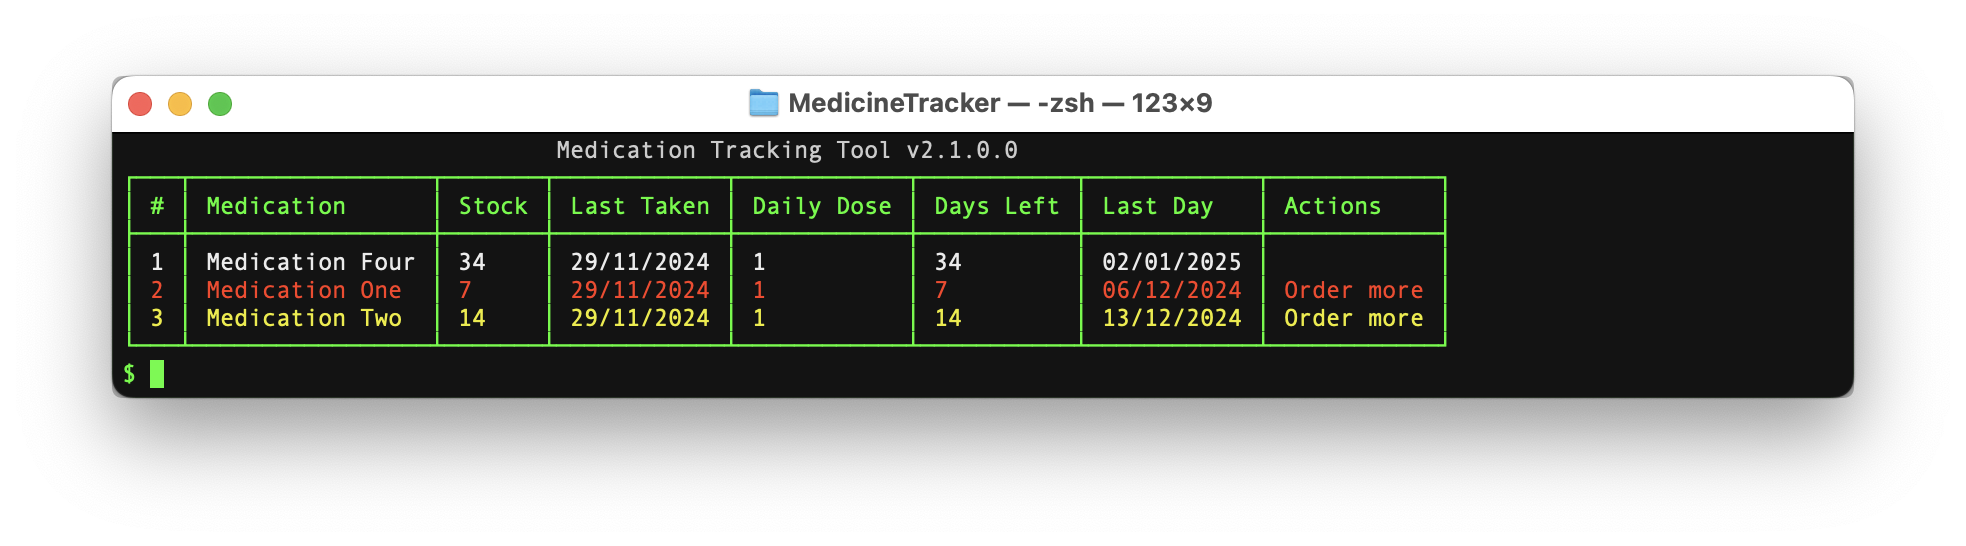 MedicineTracker — -zsh — 123×9
Medication Tracking Tool v2.1.0.0
# Medication Stock Last Taken Daily Dose Days Left Last Day Actions
1 Medication Four 34 29/11/2024 1 34 02/01/2025
2 Medication One 7 29/11/2024 1 7 06/12/2024 Order more
3 Medication Two 14 29/11/2024 1 14 13/12/2024 Order more
$